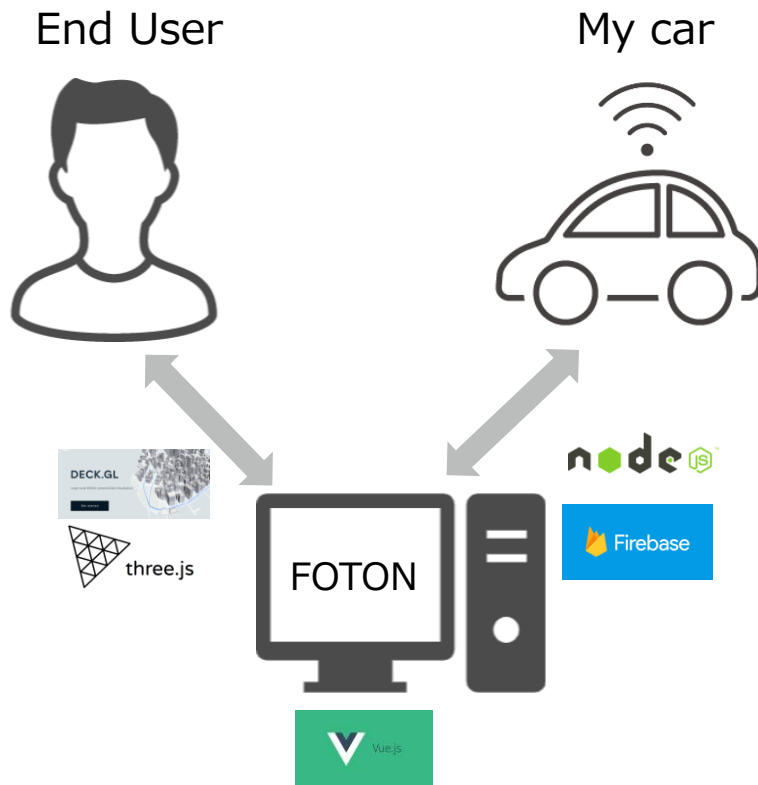 End User
My car
DECK.GL
three.js
node
JS
Firebase
FOTON
Vue.js